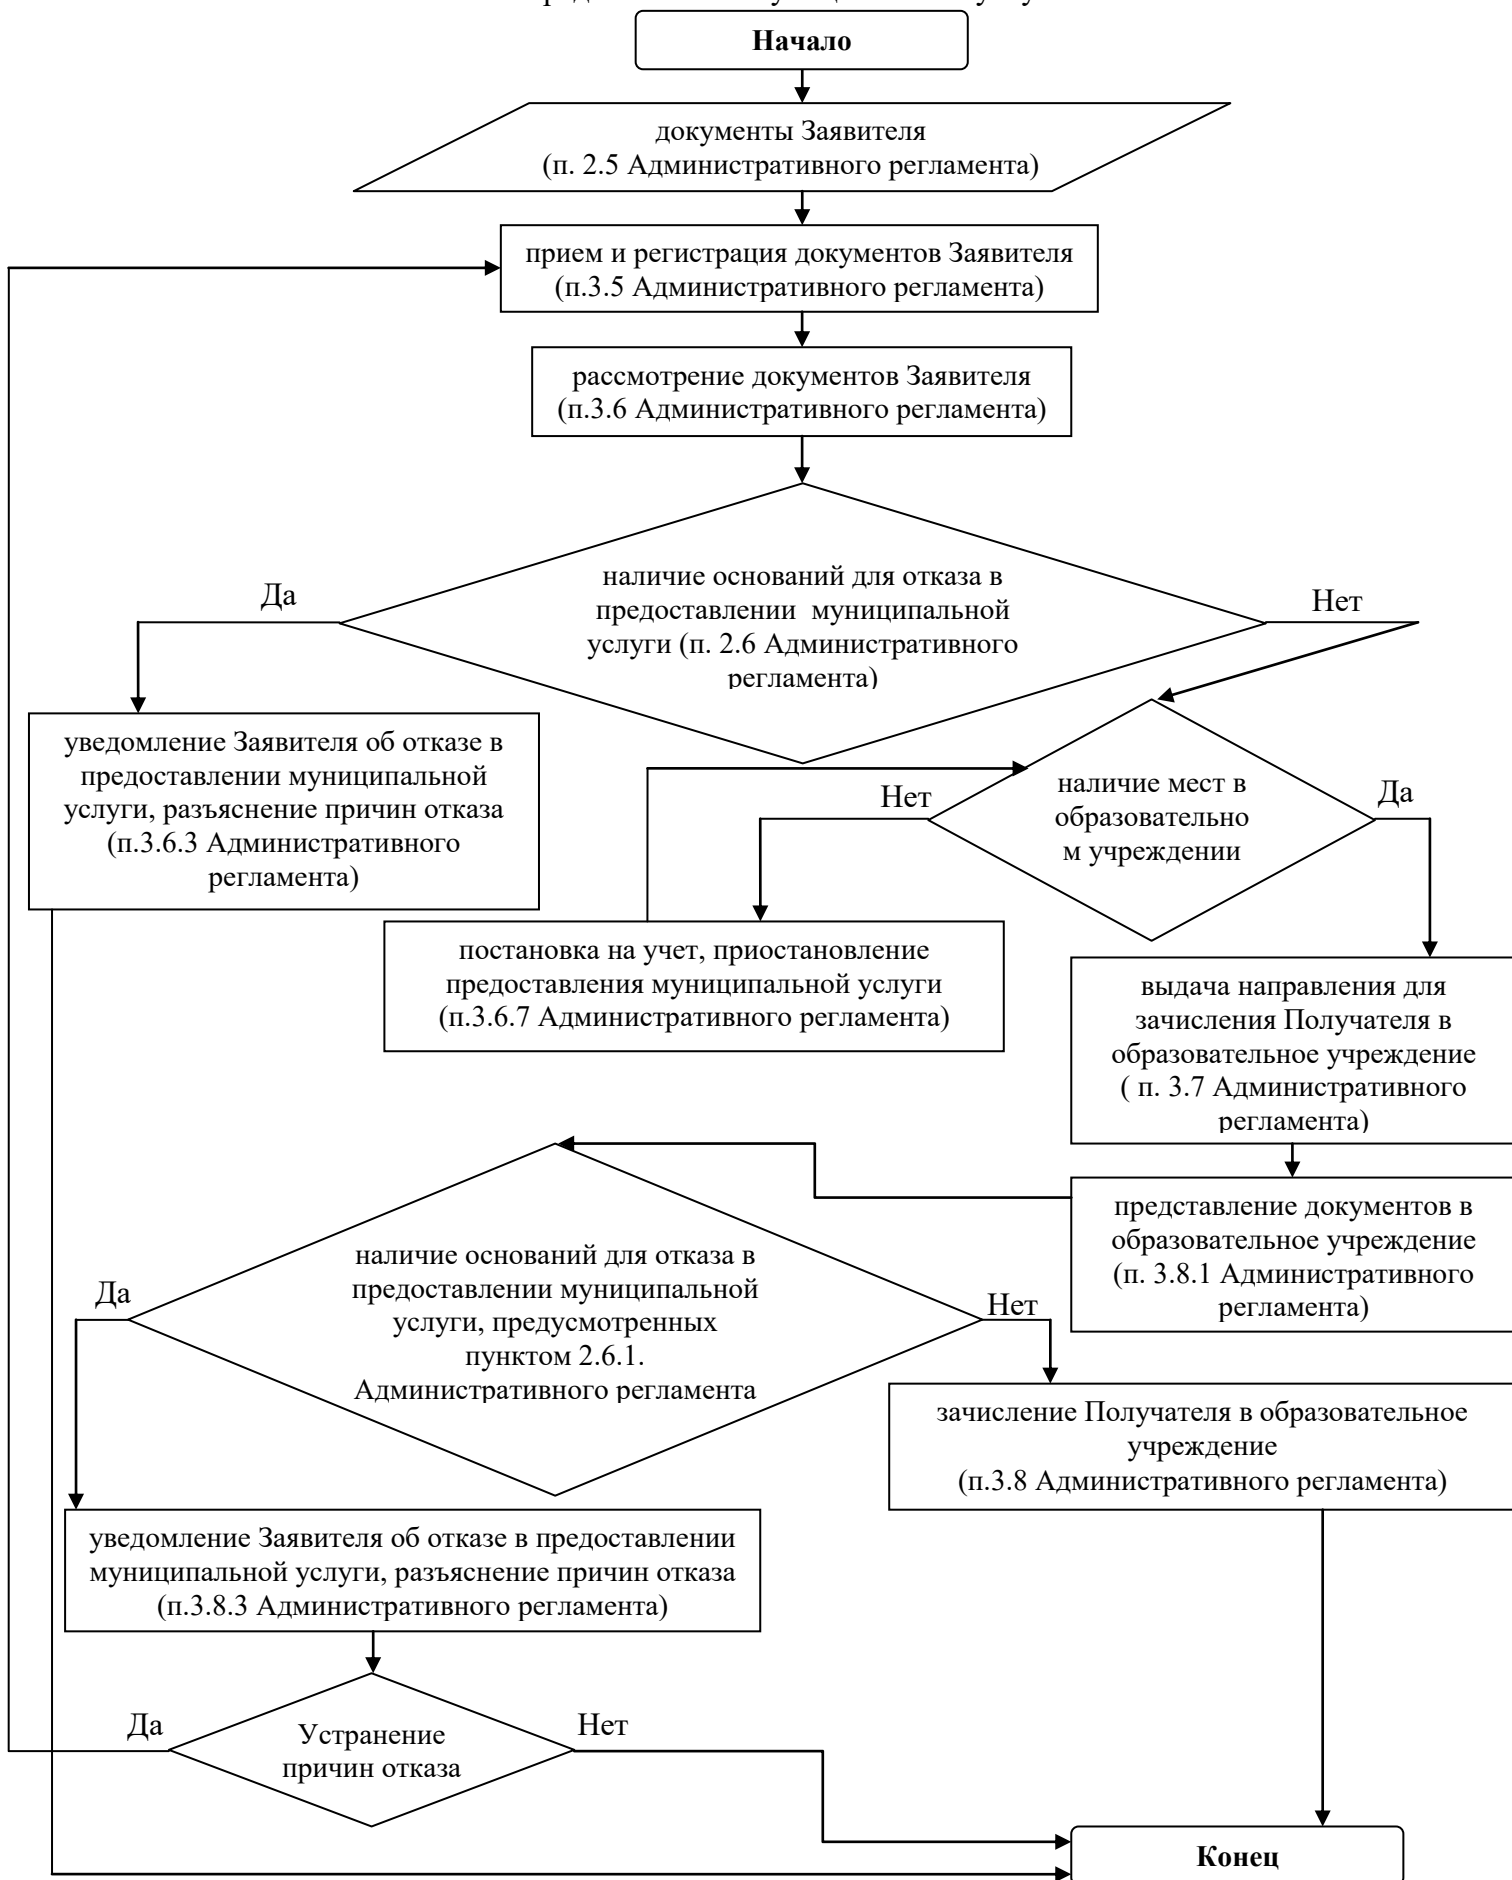 Начало
документы Заявителя
(п. 2.5 Административного регламента)
прием и регистрация документов Заявителя
(п.3.5 Административного регламента)
рассмотрение документов Заявителя
(п.3.6 Административного регламента)
наличие оснований для отказа в
предоставлении муниципальной
услуги (п. 2.6 Административного
регламента)
Да
Нет
уведомление Заявителя об отказе в
предоставлении муниципальной
услуги, разъяснение причин отказа
(п.3.6.3 Административного
регламента)
наличие мест в
образовательно
м учреждении
Нет
Да
постановка на учет, приостановление
предоставления муниципальной услуги
(п.3.6.7 Административного регламента)
выдача направления для
зачисления Получателя в
образовательное учреждение
( п. 3.7 Административного
регламента)
представление документов в
образовательное учреждение
(п. 3.8.1 Административного
регламента)
наличие оснований для отказа в
предоставлении муниципальной
услуги, предусмотренных
пунктом 2.6.1.
Административного регламента
Да
Нет
зачисление Получателя в образовательное
учреждение
(п.3.8 Административного регламента)
уведомление Заявителя об отказе в предоставлении
муниципальной услуги, разъяснение причин отказа
(п.3.8.3 Административного регламента)
Да
Устранение
причин отказа
Нет
Конец